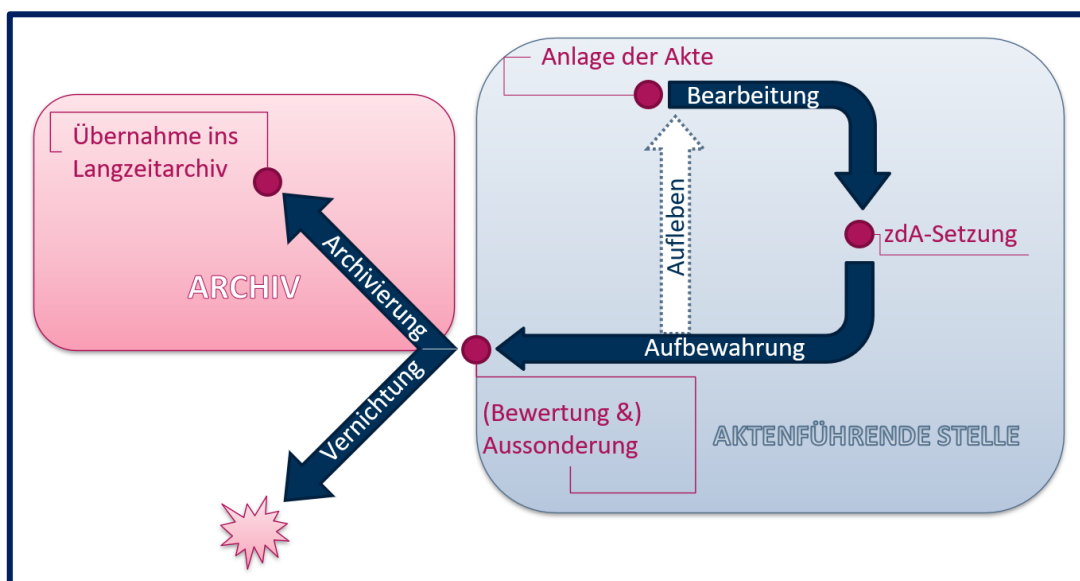 Anlage der Akte
Bearbeitung
Übernahme ins
Langzeitarchiv
Aufleben
zdA-Setzung
Archivierung
ARCHIV
Aufbewahrung
Vernichtung
(Bewertung &)
Aussonderung
AKTENFÜHRENDE STELLE